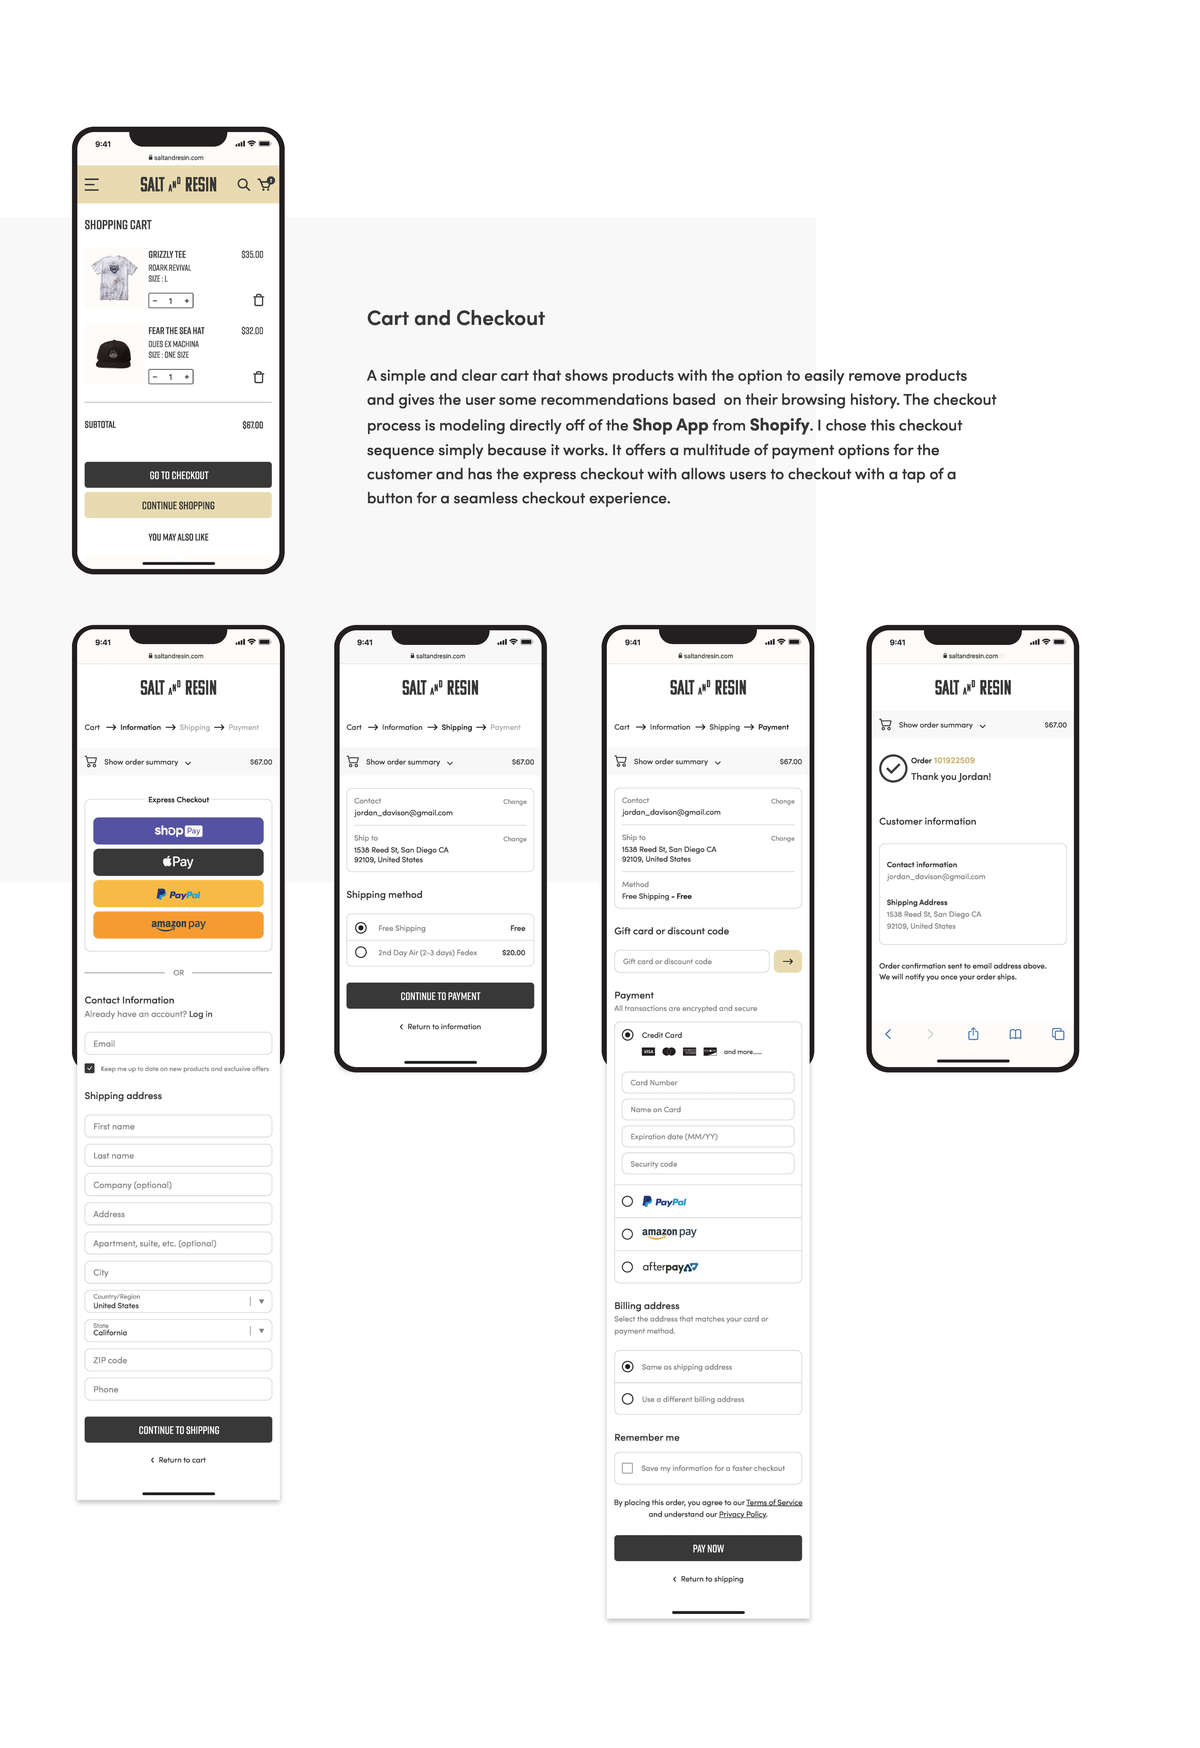 9:41
saltandresin.com
SALT AND RESIN
SHOPPING CART
GRIZZLY TEE $35.00
ROARK REVIVAL
SIZE : L
- 1 +
FEAR THE SEA HAT $32.00
DUES EX MACHINA
SIZE : ONE SIZE
- 1 +
SUBTOTAL $67.00
GO TO CHECKOUT
CONTINUE SHOPPING
YOU MAY ALSO LIKE
Cart and Checkout
A simple and clear cart that shows products with the option to easily remove products
and gives the user some recommendations based on their browsing history. The checkout
process is modeling directly off of the Shop App from Shopify. I chose this checkout
sequence simply because it works. It offers a multitude of payment options for the
customer and has the express checkout with allows users to checkout with a tap of a
button for a seamless checkout experience.
9:41
saltandresin.com
SALT AND RESIN
Cart → Information → Shipping → Payment
Show order summary $67.00
Express Checkout
shop Pay
Pay
PayPal
amazon pay
OR
Contact Information
Already have an account? Log in
Email
Keep me up to date on new products and exclusive offers
Shipping address
First name
Last name
Company (optional)
Address
Apartment, suite, etc. (optional)
City
Country/Region
United States
State
California
ZIP code
Phone
CONTINUE TO SHIPPING
< Return to cart
9:41
saltandresin.com
SALT AND RESIN
Cart → Information → Shipping → Payment
Show order summary $67.00
Contact Change
jordan_davison@gmail.com
Ship to Change
1538 Reed St, San Diego CA
92109, United States
Shipping method
Free Shipping Free
2nd Day Air (2-3 days) Fedex $20.00
CONTINUE TO PAYMENT
< Return to information
9:41
saltandresin.com
SALT AND RESIN
Cart → Information → Shipping → Payment
Show order summary $67.00
Contact Change
jordan_davison@gmail.com
Ship to Change
1538 Reed St, San Diego CA
92109, United States
Method
Free Shipping - Free
Gift card or discount code
Gift card or discount code →
Payment
All transactions are encrypted and secure
Credit Card
VISA and more.....
Card Number
Name on Card
Expiration date (MM/YY)
Security code
PayPal
amazon pay
afterpay
Billing address
Select the address that matches your card or
payment method.
Same as shipping address
Use a different billing address
Remember me
Save my information for a faster checkout
By placing this order, you agree to our Terms of Service
and understand our Privacy Policy.
PAY NOW
< Return to shipping
9:41
saltandresin.com
SALT AND RESIN
Show order summary $67.00
Order 101922509
Thank you Jordan!
Customer information
Contact information
jordan_davison@gmail.com
Shipping Address
1538 Reed St, San Diego CA
92109, United States
Order confirmation sent to email address above.
We will notify you once your order ships.